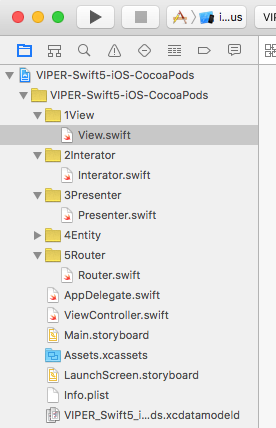 i...us
VIP
VIPER-Swift5-iOS-CocoaPods
VIPER-Swift5-iOS-CocoaPods
1View
View.swift
2Interator
Interator.swift
3Presenter
Presenter.swift
4Entity
5Router
Router.swift
AppDelegate.swift
ViewController.swift
Main.storyboard
Assets.xcassets
LaunchScreen.storyboard
Info.plist
VIPER_Swift5_i...ds.xcdatamodeld